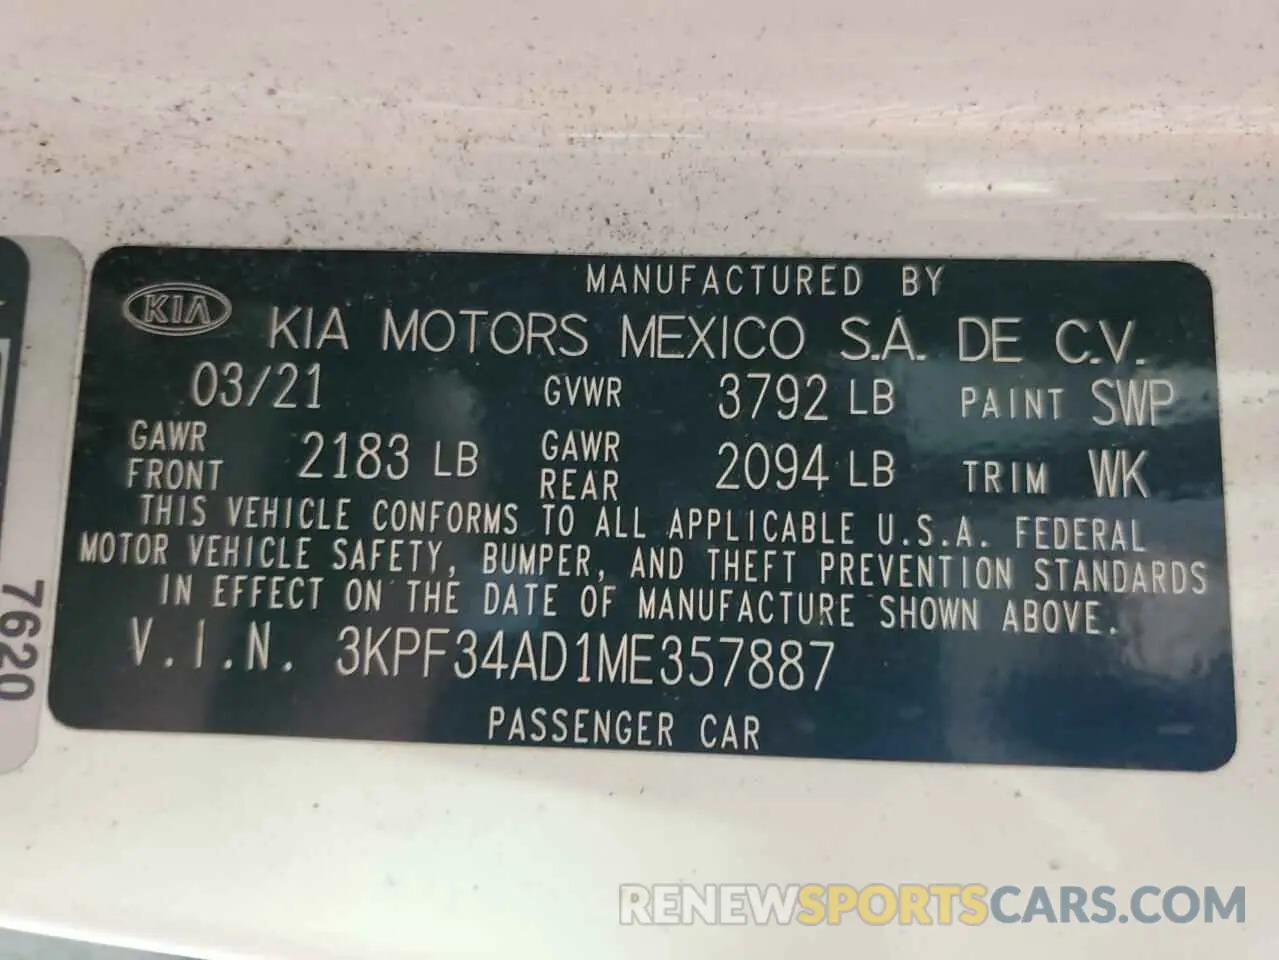 MANUFACTURED BY
KIA KIA MOTORS MEXICO S.A. DE C.V.
03/21 GVWR 3792 LB PAINT SWP
GAWR FRONT 2183 LB GAWR REAR 2094 LB TRIM WK
THIS VEHICLE CONFORMS TO ALL APPLICABLE U.S.A. FEDERAL
MOTOR VEHICLE SAFETY, BUMPER, AND THEFT PREVENTION STANDARDS
IN EFFECT ON THE DATE OF MANUFACTURE SHOWN ABOVE.
V.I.N. 3KPF34AD1ME357887
PASSENGER CAR
7620
RENEWSPORTSCARS.COM